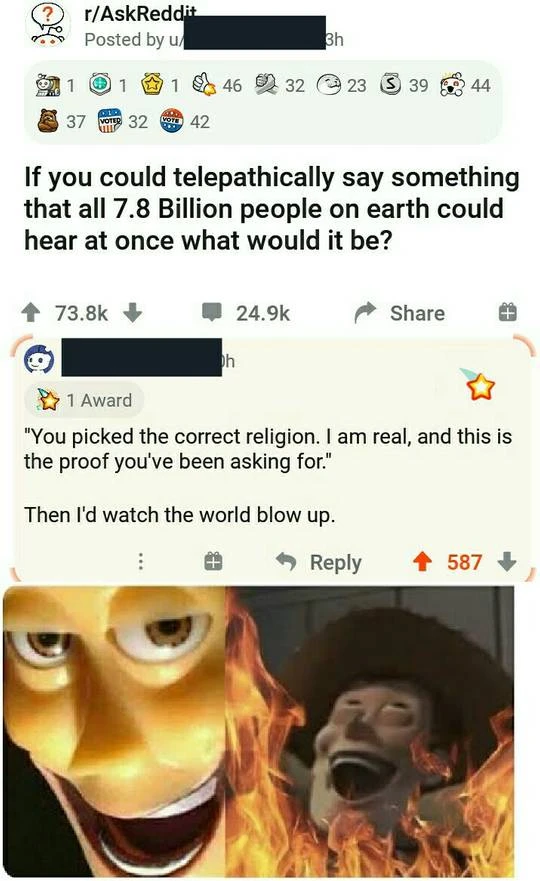 r/AskReddit
Posted by u/
3h
1 1 1 46 32 23 39 44
37 VOTED 32 VOTE 42
If you could telepathically say something
that all 7.8 Billion people on earth could
hear at once what would it be?
73.8k 24.9k Share
h
1 Award
"You picked the correct religion. I am real, and this is
the proof you've been asking for."
Then I'd watch the world blow up.
Reply 587